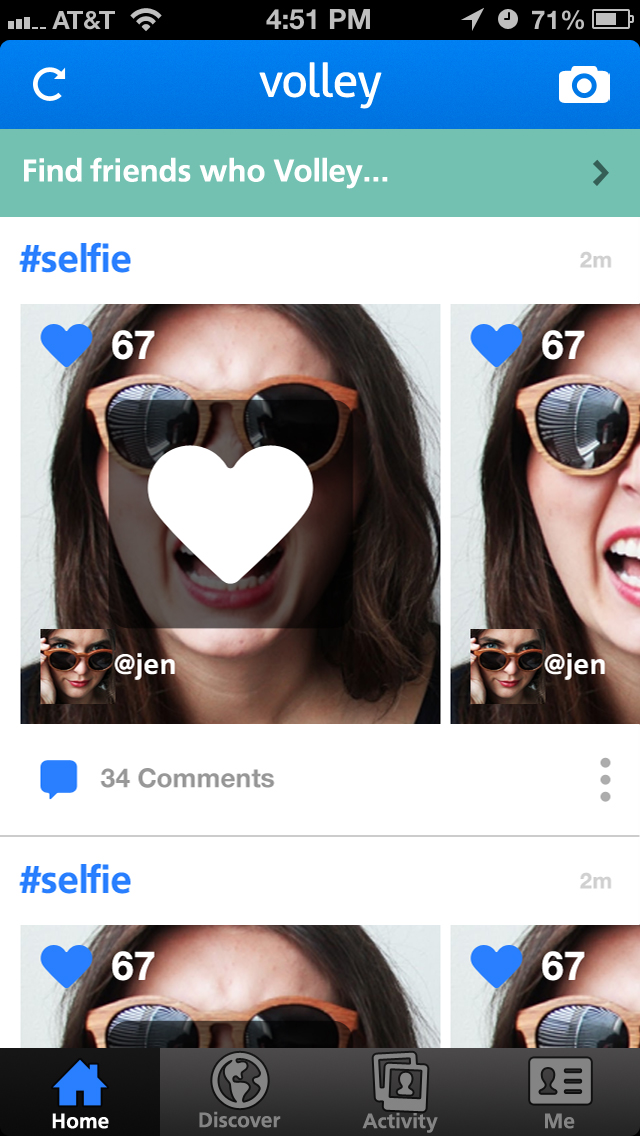 AT&T 4:51 PM 71%
volley
Find friends who Volley...
#selfie 2m
67 67
@jen @jen
34 Comments
#selfie 2m
67 67
Home Discover Activity Me